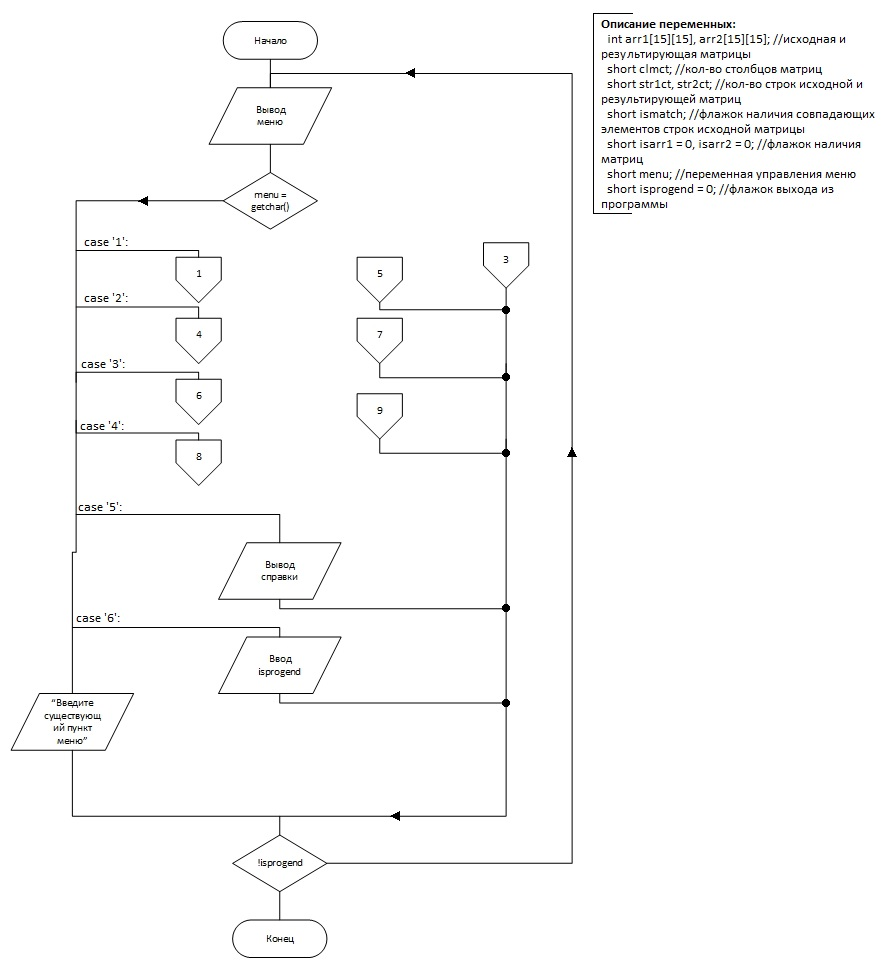 Начало
Вывод
меню
menu =
getchar()
case '1':
1
5
3
case '2':
4
7
case '3':
6
9
case '4':
8
case '5':
Вывод
справки
case '6':
Ввод
isprogend
“Введите
существующ
ий пункт
меню”
!isprogend
Конец
Описание переменных:
int arr1[15][15], arr2[15][15]; //исходная и
результирующая матрицы
short clmct; //кол-во столбцов матриц
short str1ct, str2ct; //кол-во строк исходной и
результирующей матриц
short ismatch; //флажок наличия совпадающих
элементов строк исходной матрицы
short isarr1 = 0, isarr2 = 0; //флажок наличия
матриц
short menu; //переменная управления меню
short isprogend = 0; //флажок выхода из
программы